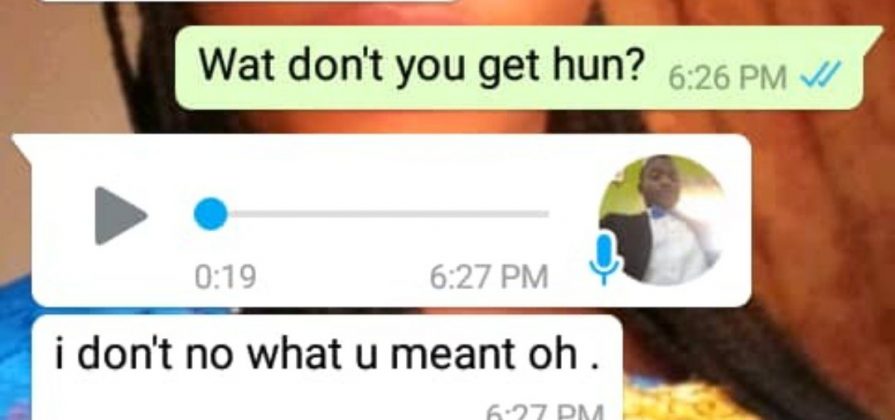 Wat don't you get hun? 6:26 PM
0:19 6:27 PM
i don't no what u meant oh .
6:27 PM